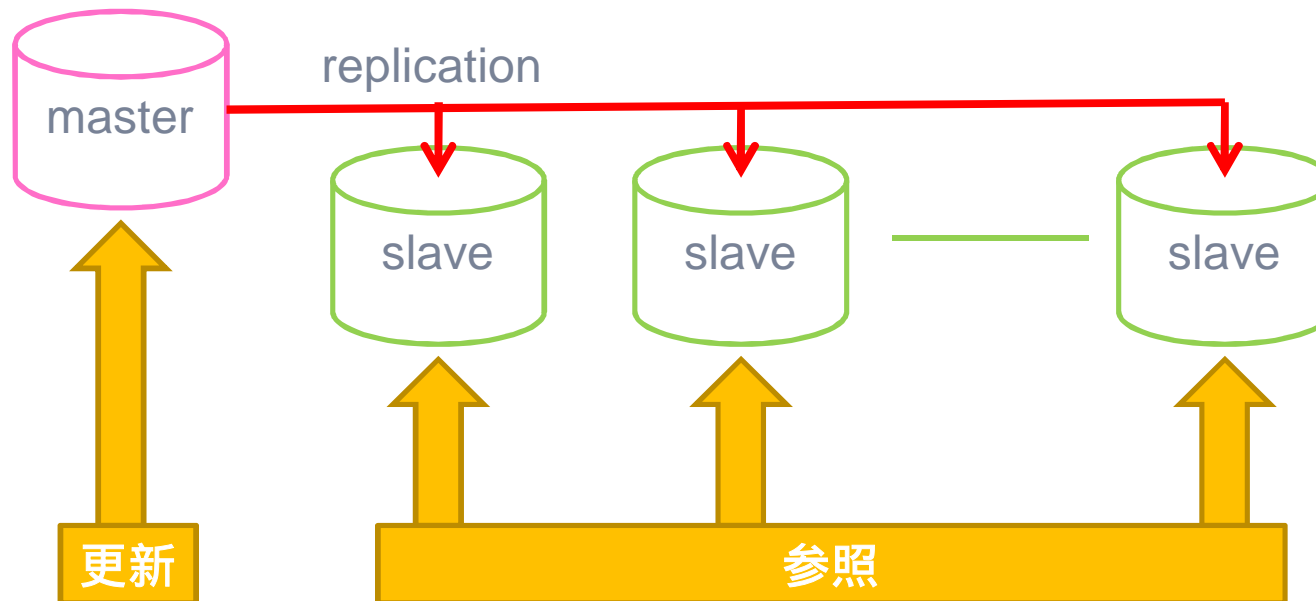 replication
master
slave
slave
slave
更新
参照